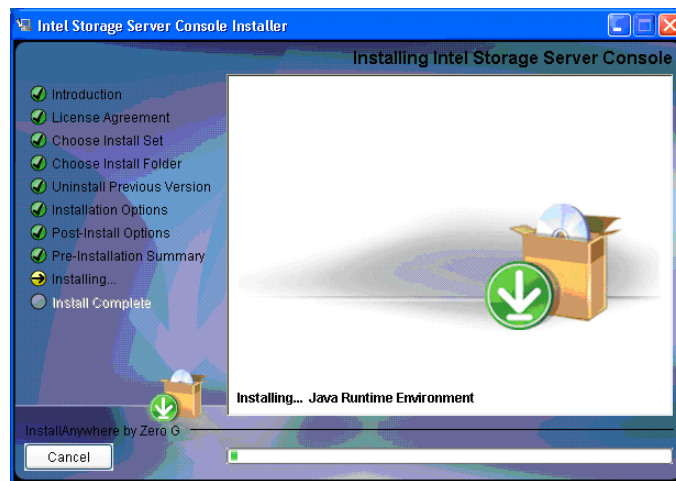 Intel Storage Server Console Installer
Installing Intel Storage Server Console
Introduction
License Agreement
Choose Install Set
Choose Install Folder
Uninstall Previous Version
Installation Options
Post-Install Options
Pre-Installation Summary
Installing...
Install Complete
Installing... Java Runtime Environment
InstallAnywhere by Zero G
Cancel